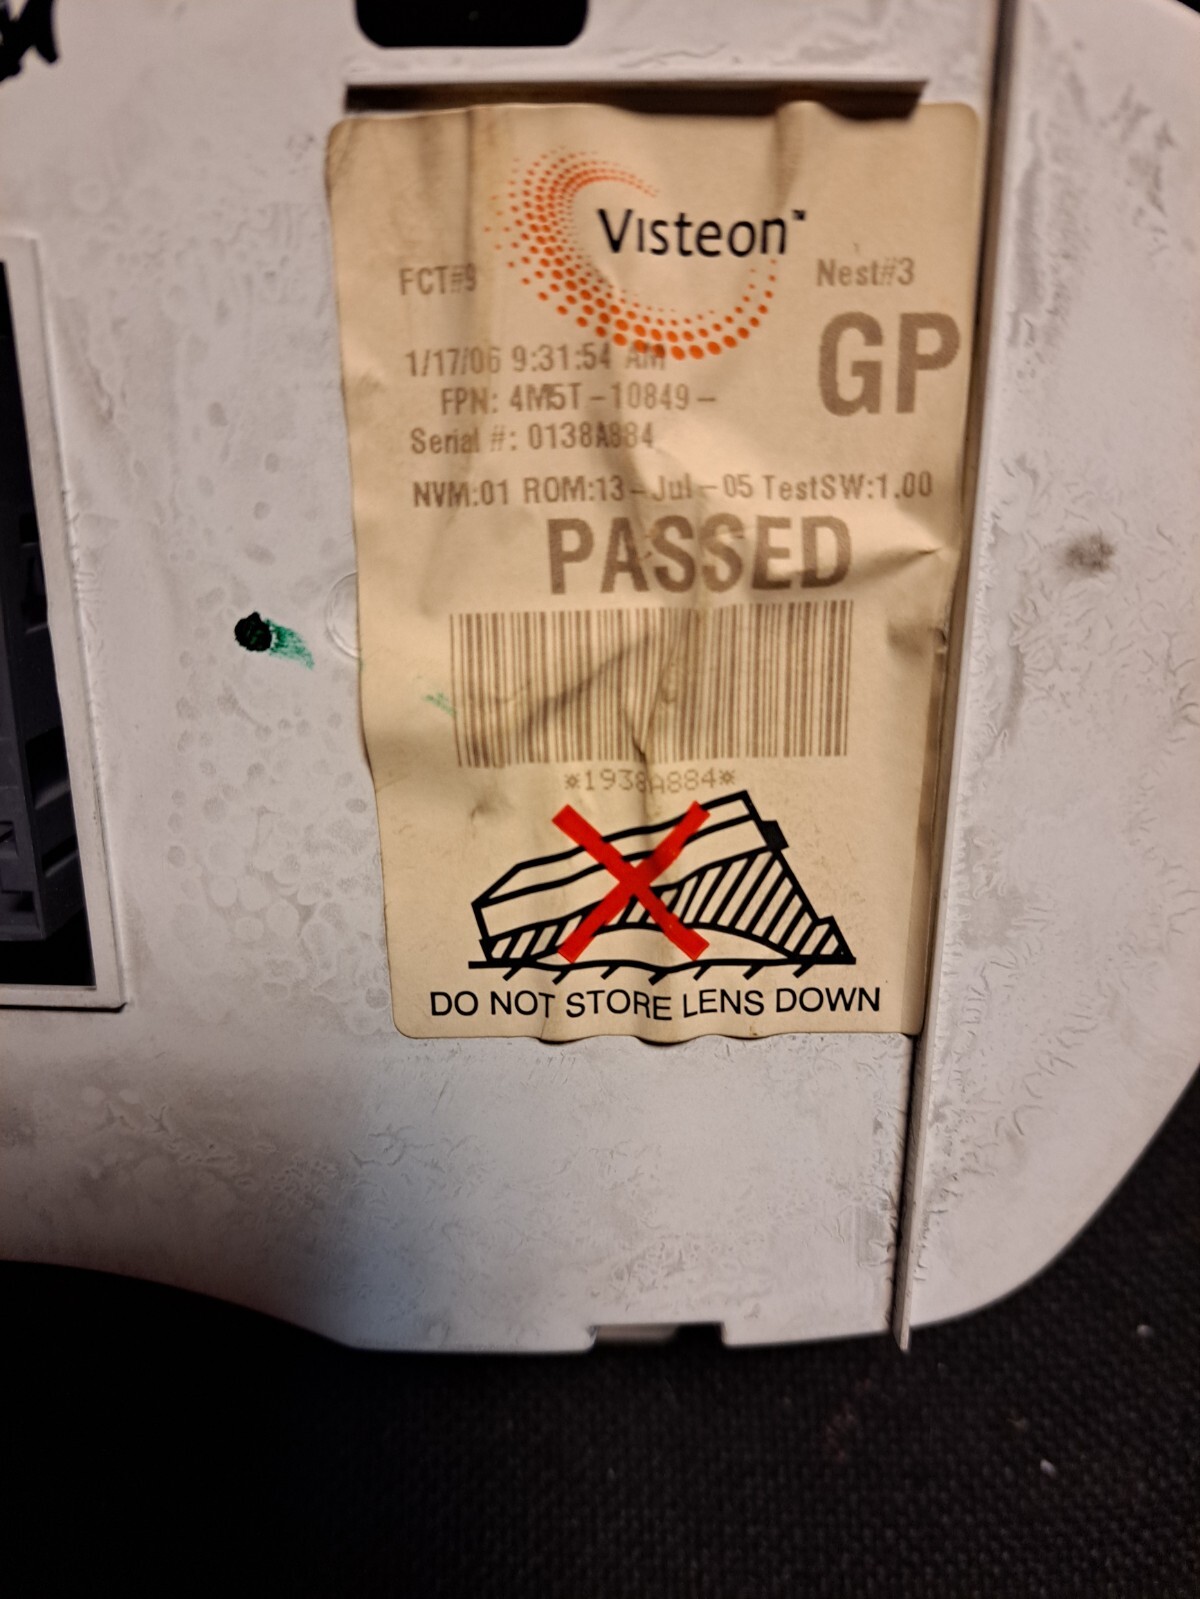 Visteon™
FCT#9
Nest#3
GP
1/17/06 9:31:54 AM
FPN: 4M5T-10849-
Serial #: 0138A884
NVM:01 ROM:13-Jul-05 TestSW:1.00
PASSED
*1938A884*
DO NOT STORE LENS DOWN